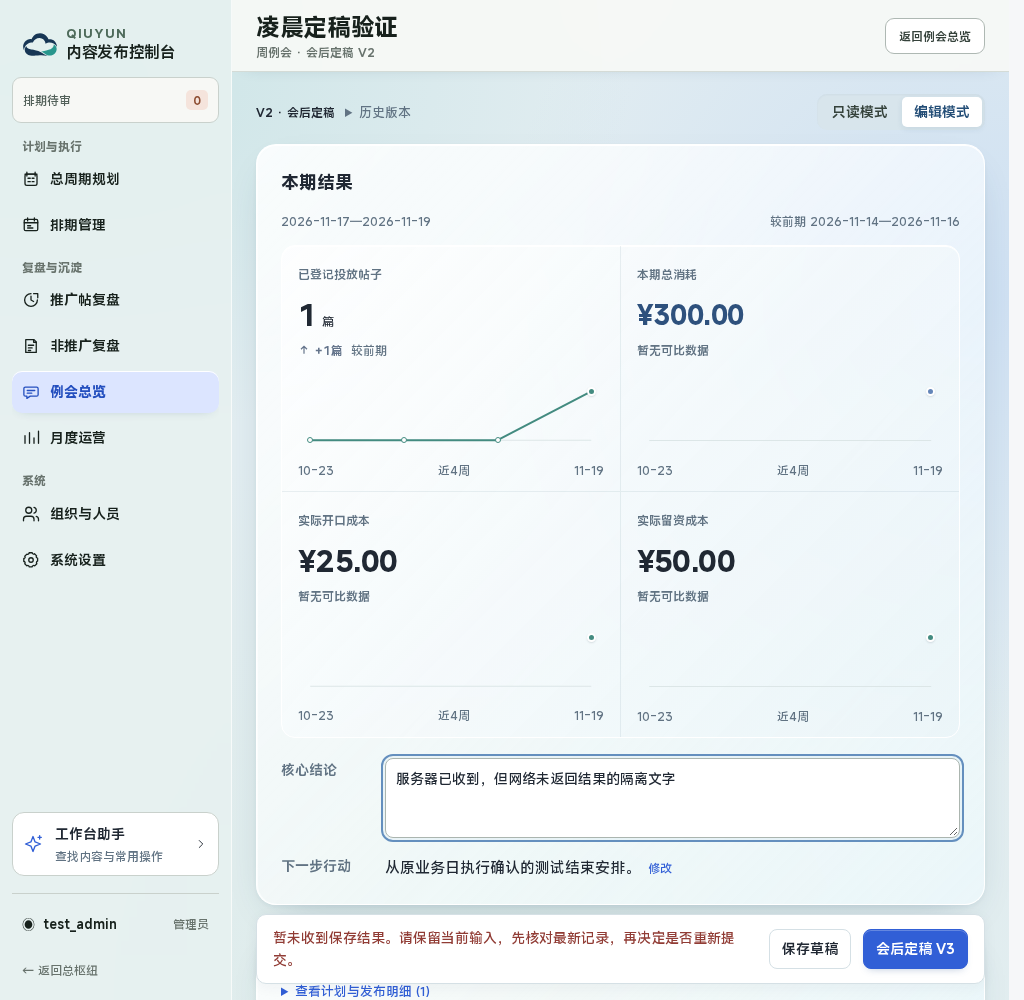 QIUYUN
内容发布控制台
排期待审 0
计划与执行
总周期规划
排期管理
复盘与沉淀
推广帖复盘
非推广复盘
例会总览
月度运营
系统
组织与人员
系统设置
工作台助手
查找内容与常用操作
test_admin 管理员
← 返回总枢纽
凌晨定稿验证
周例会 · 会后定稿 V2
返回例会总览
V2 · 会后定稿 ▶ 历史版本
只读模式 编辑模式
本期结果
2026-11-17—2026-11-19 较前期 2026-11-14—2026-11-16
已登记投放帖子
1 篇
↑ +1篇 较前期
10-23 近4周 11-19
本期总消耗
¥300.00
暂无可比数据
10-23 近4周 11-19
实际开口成本
¥25.00
暂无可比数据
10-23 近4周 11-19
实际留资成本
¥50.00
暂无可比数据
10-23 近4周 11-19
核心结论
服务器已收到，但网络未返回结果的隔离文字
下一步行动 从原业务日执行确认的测试结束安排。 修改
暂未收到保存结果。请保留当前输入，先核对最新记录，再决定是否重新提
交。
保存草稿 会后定稿 V3
▶ 查看计划与发布明细 (1)